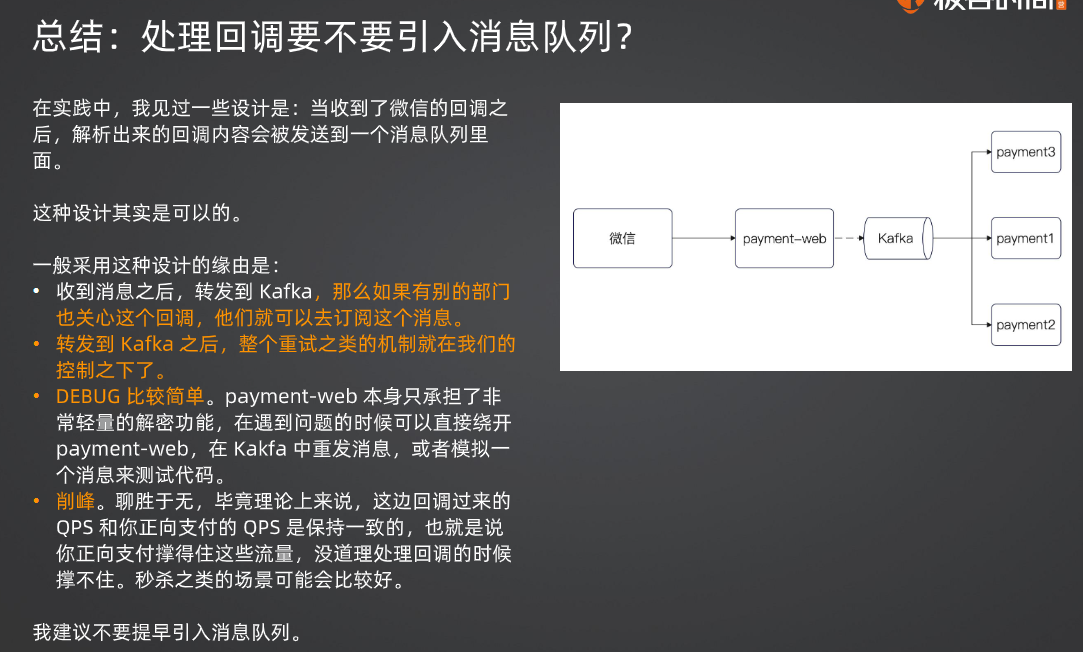 总结：处理回调要不要引入消息队列？
在实践中，我见过一些设计是：当收到了微信的回调之
后，解析出来的回调内容会被发送到一个消息队列里
面。
这种设计其实是可以的。
一般采用这种设计的缘由是：
• 收到消息之后，转发到 Kafka，那么如果有别的部门
也关心这个回调，他们就可以去订阅这个消息。
• 转发到 Kafka 之后，整个重试之类的机制就在我们的
控制之下了。
• DEBUG 比较简单。payment-web 本身只承担了非
常轻量的解密功能，在遇到问题的时候可以直接绕开
payment-web，在 Kakfa 中重发消息，或者模拟一
个消息来测试代码。
• 削峰。聊胜于无，毕竟理论上来说，这边回调过来的
QPS 和你正向支付的 QPS 是保持一致的，也就是说
你正向支付撑得住这些流量，没道理处理回调的时候
撑不住。秒杀之类的场景可能会比较好。
我建议不要提早引入消息队列。
微信
payment-web
Kafka
payment3
payment1
payment2